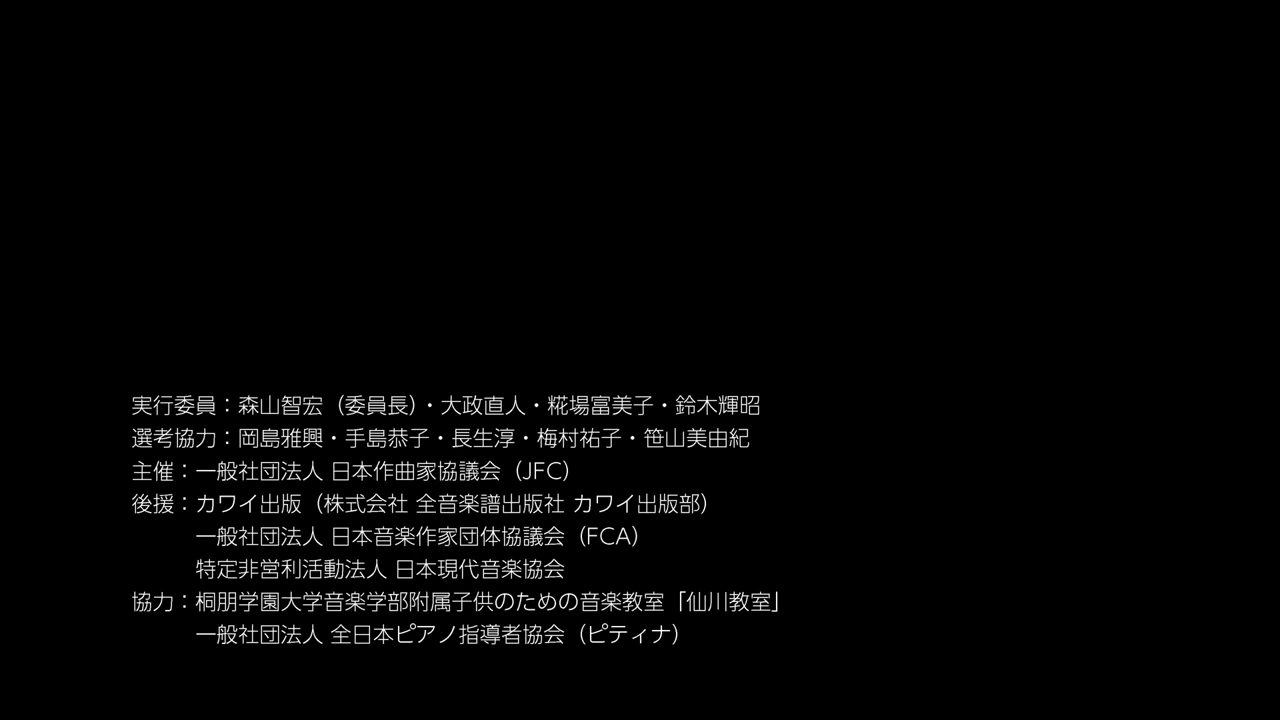 実行委員：森山智宏（委員長）・大政直人・糀場富美子・鈴木輝昭
選考協力：岡島雅興・手島恭子・長生淳・梅村祐子・笹山美由紀
主催：一般社団法人 日本作曲家協議会（JFC）
後援：カワイ出版（株式会社 全音楽譜出版社 カワイ出版部）
一般社団法人 日本音楽作家団体協議会（FCA）
特定非営利活動法人 日本現代音楽協会
協力：桐朋学園大学音楽学部附属子供のための音楽教室「仙川教室」
一般社団法人 全日本ピアノ指導者協会（ピティナ）